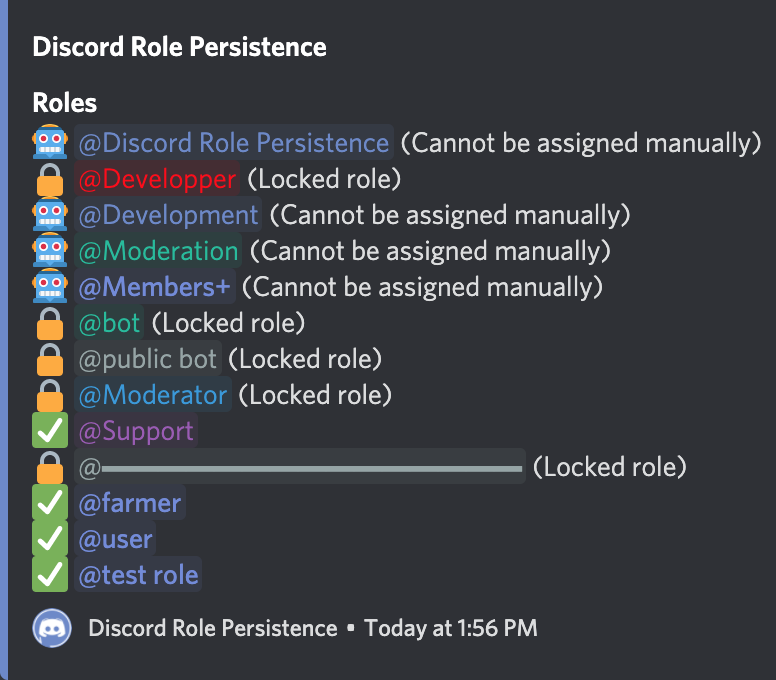 Discord Role Persistence
Roles
@Discord Role Persistence (Cannot be assigned manually)
@Developper (Locked role)
@Development (Cannot be assigned manually)
@Moderation (Cannot be assigned manually)
@Members+ (Cannot be assigned manually)
@bot (Locked role)
@public bot (Locked role)
@Moderator (Locked role)
@Support
@━━━━━━━━━━━━━━━━━━━━ (Locked role)
@farmer
@user
@test role
Discord Role Persistence • Today at 1:56 PM